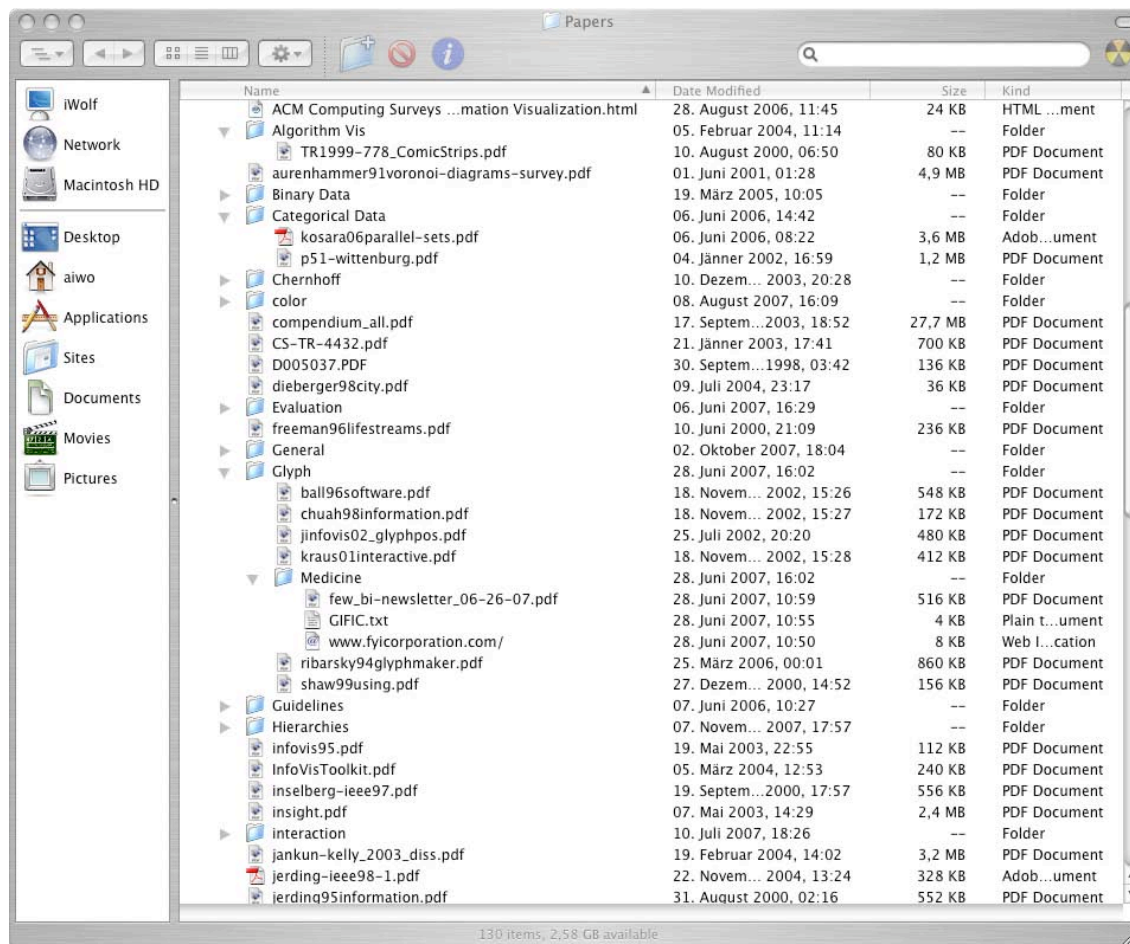 Papers
iWolf
Network
Macintosh HD
Desktop
aiwo
Applications
Sites
Documents
Movies
Pictures
Name Date Modified Size Kind
ACM Computing Surveys ...mation Visualization.html 28. August 2006, 11:45 24 KB HTML ...ment
Algorithm Vis 05. Februar 2004, 11:14 -- Folder
TR1999-778_ComicStrips.pdf 10. August 2000, 06:50 80 KB PDF Document
aurenhammer91voronoi-diagrams-survey.pdf 01. Juni 2001, 01:28 4,9 MB PDF Document
Binary Data 19. März 2005, 10:05 -- Folder
Categorical Data 06. Juni 2006, 14:42 -- Folder
kosara06parallel-sets.pdf 06. Juni 2006, 08:22 3,6 MB Adob...ument
p51-wittenburg.pdf 04. Jänner 2002, 16:59 1,2 MB PDF Document
Chernhoff 10. Dezem... 2003, 20:28 -- Folder
color 08. August 2007, 16:09 -- Folder
compendium_all.pdf 17. Septem...2003, 18:52 27,7 MB PDF Document
CS-TR-4432.pdf 21. Jänner 2003, 17:41 700 KB PDF Document
D005037.PDF 30. Septem...1998, 03:42 136 KB PDF Document
dieberger98city.pdf 09. Juli 2004, 23:17 36 KB PDF Document
Evaluation 06. Juni 2007, 16:29 -- Folder
freeman96lifestreams.pdf 10. Juni 2000, 21:09 236 KB PDF Document
General 02. Oktober 2007, 18:04 -- Folder
Glyph 28. Juni 2007, 16:02 -- Folder
ball96software.pdf 18. Novem... 2002, 15:26 548 KB PDF Document
chuah98information.pdf 18. Novem... 2002, 15:27 172 KB PDF Document
jinfovis02_glyphpos.pdf 25. Juli 2002, 20:20 480 KB PDF Document
kraus01interactive.pdf 18. Novem... 2002, 15:28 412 KB PDF Document
Medicine 28. Juni 2007, 16:02 -- Folder
few_bi-newsletter_06-26-07.pdf 28. Juni 2007, 10:59 516 KB PDF Document
GIFIC.txt 28. Juni 2007, 10:55 4 KB Plain t...ument
www.fyicorporation.com/ 28. Juni 2007, 10:50 8 KB Web I...cation
ribarsky94glyphmaker.pdf 25. März 2006, 00:01 860 KB PDF Document
shaw99using.pdf 27. Dezem... 2000, 14:52 156 KB PDF Document
Guidelines 07. Juni 2006, 10:27 -- Folder
Hierarchies 07. Novem... 2007, 17:57 -- Folder
infovis95.pdf 19. Mai 2003, 22:55 112 KB PDF Document
InfoVisToolkit.pdf 05. März 2004, 12:53 240 KB PDF Document
inselberg-ieee97.pdf 19. Septem...2000, 17:57 556 KB PDF Document
insight.pdf 07. Mai 2003, 14:29 2,4 MB PDF Document
interaction 10. Juli 2007, 18:26 -- Folder
jankun-kelly_2003_diss.pdf 19. Februar 2004, 14:02 3,2 MB PDF Document
jerding-ieee98-1.pdf 22. Novem... 2004, 13:24 328 KB Adob...ument
jerding95information.pdf 31. August 2000, 02:16 552 KB PDF Document
130 items, 2,58 GB available